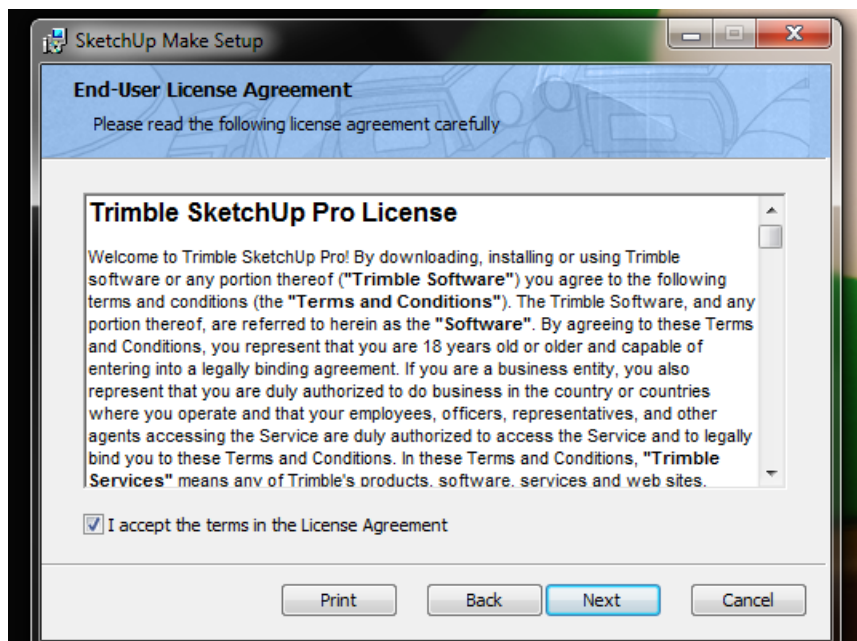 SketchUp Make Setup
End-User License Agreement
Please read the following license agreement carefully
Trimble SketchUp Pro License
Welcome to Trimble SketchUp Pro! By downloading, installing or using Trimble
software or any portion thereof ("Trimble Software") you agree to the following
terms and conditions (the "Terms and Conditions"). The Trimble Software, and any
portion thereof, are referred to herein as the "Software". By agreeing to these Terms
and Conditions, you represent that you are 18 years old or older and capable of
entering into a legally binding agreement. If you are a business entity, you also
represent that you are duly authorized to do business in the country or countries
where you operate and that your employees, officers, representatives, and other
agents accessing the Service are duly authorized to access the Service and to legally
bind you to these Terms and Conditions. In these Terms and Conditions, "Trimble
Services" means any of Trimble's products, software, services and web sites.
I accept the terms in the License Agreement
Print Back Next Cancel